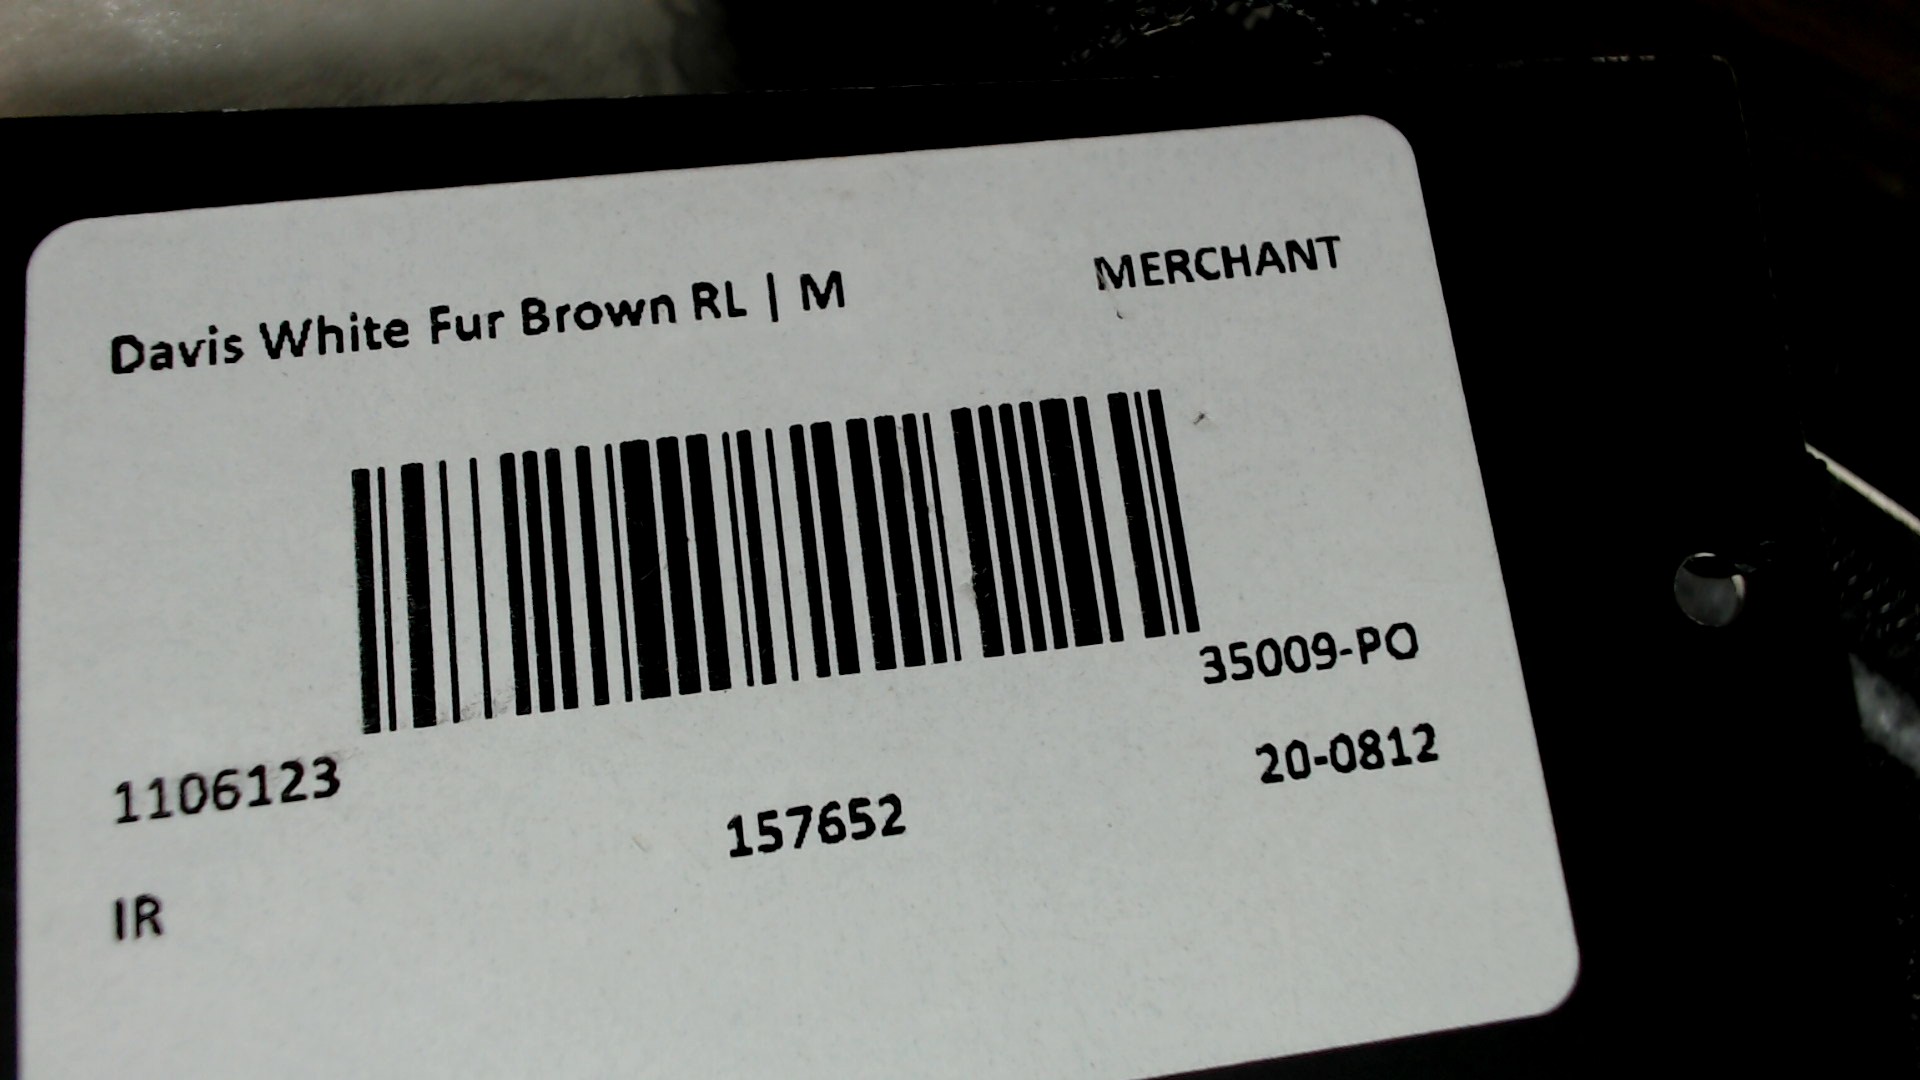 Davis White Fur Brown RL | M
MERCHANT
35009-PO
1106123
20-0812
157652
IR